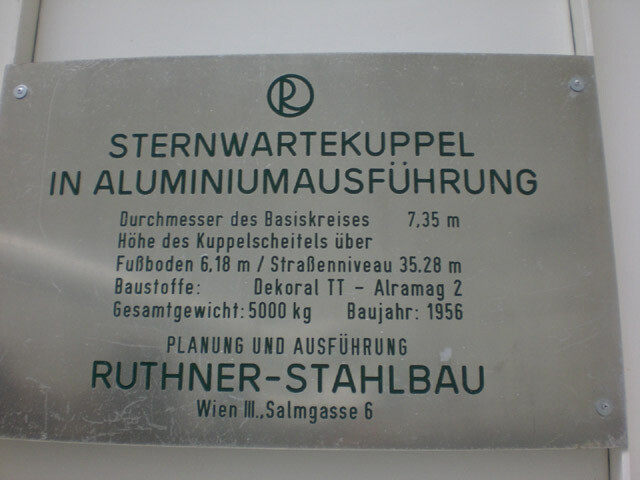 R
STERNWARTEKUPPEL
IN ALUMINIUMAUSFÜHRUNG
Durchmesser des Basiskreises 7,35 m
Höhe des Kuppelscheitels über
Fußboden 6,18 m / Straßenniveau 35.28 m
Baustoffe: Dekoral TT - Alramag 2
Gesamtgewicht: 5000 kg Baujahr: 1956
PLANUNG UND AUSFÜHRUNG
RUTHNER-STAHLBAU
Wien III., Salmgasse 6